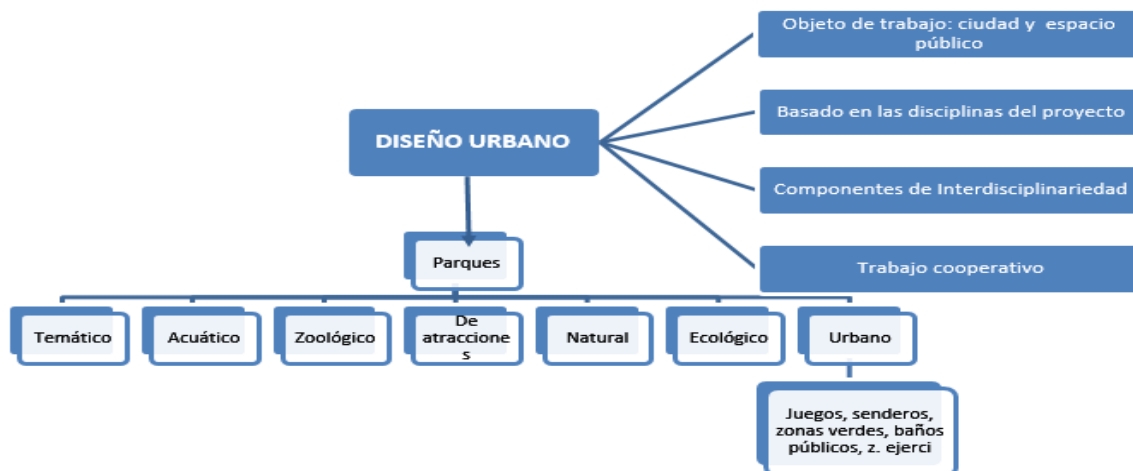 Objeto de trabajo: ciudad y espacio
público
DISEÑO URBANO
Basado en las disciplinas del proyecto
Componentes de Interdisciplinariedad
Trabajo cooperativo
Parques
Temático
Acuático
Zoológico
De
atraccione
s
Natural
Ecológico
Urbano
Juegos, senderos,
zonas verdes, baños
públicos, z. ejerci